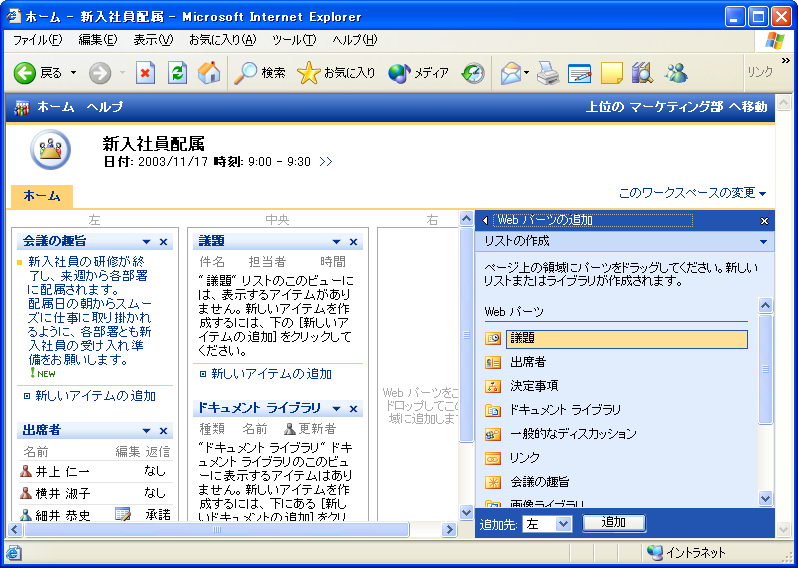 ホーム - 新入社員配属 - Microsoft Internet Explorer
ファイル(F) 編集(E) 表示(V) お気に入り(A) ツール(T) ヘルプ(H)
戻る 検索 お気に入り メディア リンク »
ホーム ヘルプ 上位の マーケティング部 へ移動
新入社員配属
日付: 2003/11/17 時刻: 9:00 - 9:30 >>
ホーム
このワークスペースの変更
左
会議の趣旨
新入社員の研修が終
了し、来週から各部署
に配属されます。
配属日の朝からスムー
ズに仕事に取り掛かれ
るように、各部署とも新
入社員の受け入れ準
備をお願いします。
!NEW
新しいアイテムの追加
出席者
名前 編集 返信
井上 仁一 なし
横井 淑子 なし
細井 恭史 承諾
中央
議題
件名 担当者 時間
"議題" リストのこのビューに
は、表示するアイテムがあり
ません。新しいアイテムを作
成するには、下の [新しいア
イテムの追加] をクリックして
ください。
新しいアイテムの追加
ドキュメント ライブラリ
種類 名前 更新者
"ドキュメント ライブラリ" ドキ
ュメント ライブラリのこのビュー
に表示するアイテムはあり
ません。新しいアイテムを作
成するには、下にある [新し
いドキュメントの追加] をクリ
右
Web パーツをこ
ドロップしてこの
域に追加しま
Web パーツの追加
リストの作成
ページ上の領域にパーツをドラッグしてください。新しい
リストまたはライブラリが作成されます。
Web パーツ
議題
出席者
決定事項
ドキュメント ライブラリ
一般的なディスカッション
リンク
会議の趣旨
画像ライブラリ
追加先: 左 追加
イントラネット